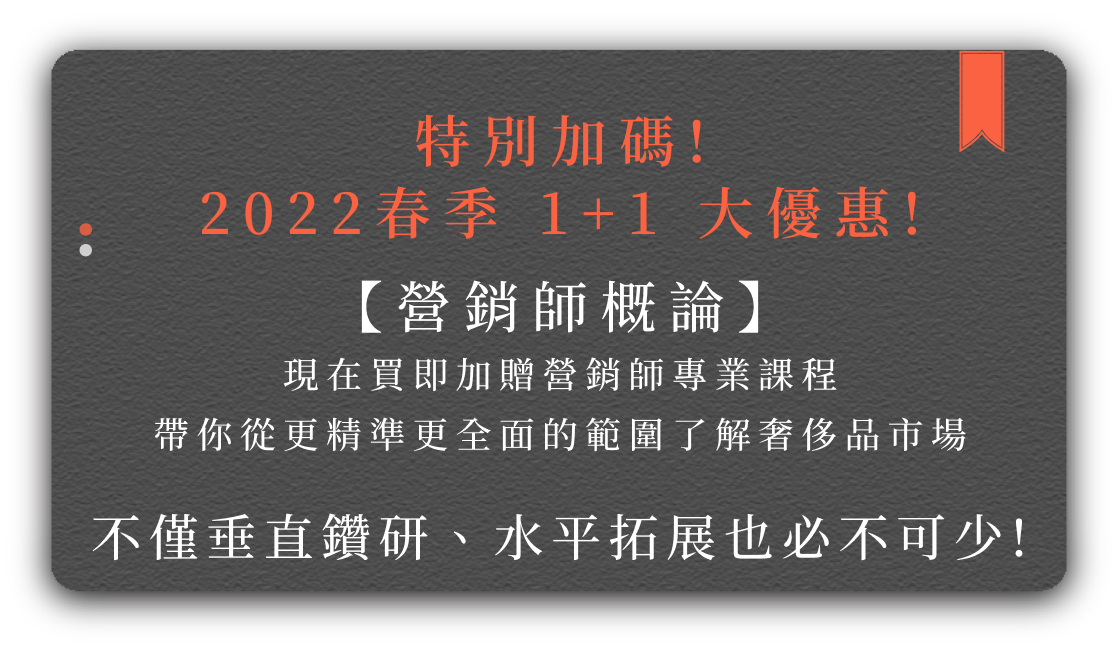 特別加碼!
2022春季 1+1 大優惠!
【營銷師概論】
現在買即加贈營銷師專業課程
帶你從更精準更全面的範圍了解奢侈品市場
不僅垂直鑽研、水平拓展也必不可少!